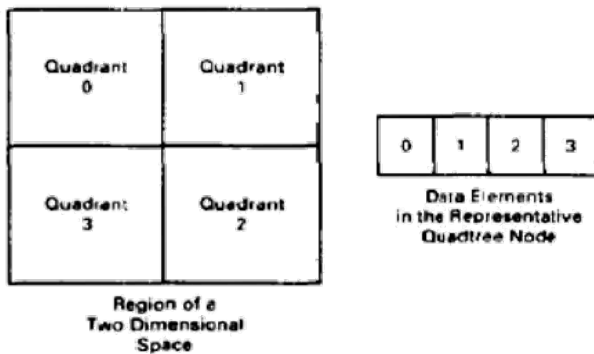 Quadrant
0
Quadrant
1
Quadrant
3
Quadrant
2
Region of a
Two Dimensional
Space
0 1 2 3
Data Elements
in the Representative
Quadtree Node